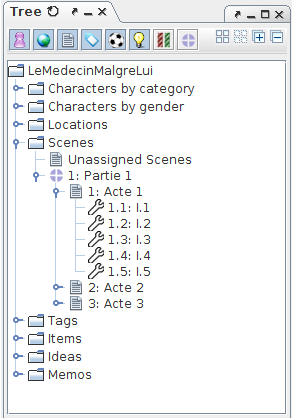 Tree
LeMedecinMalgreLui
Characters by category
Characters by gender
Locations
Scenes
Unassigned Scenes
1: Partie 1
1: Acte 1
1.1: I.1
1.2: I.2
1.3: I.3
1.4: I.4
1.5: I.5
2: Acte 2
3: Acte 3
Tags
Items
Ideas
Memos